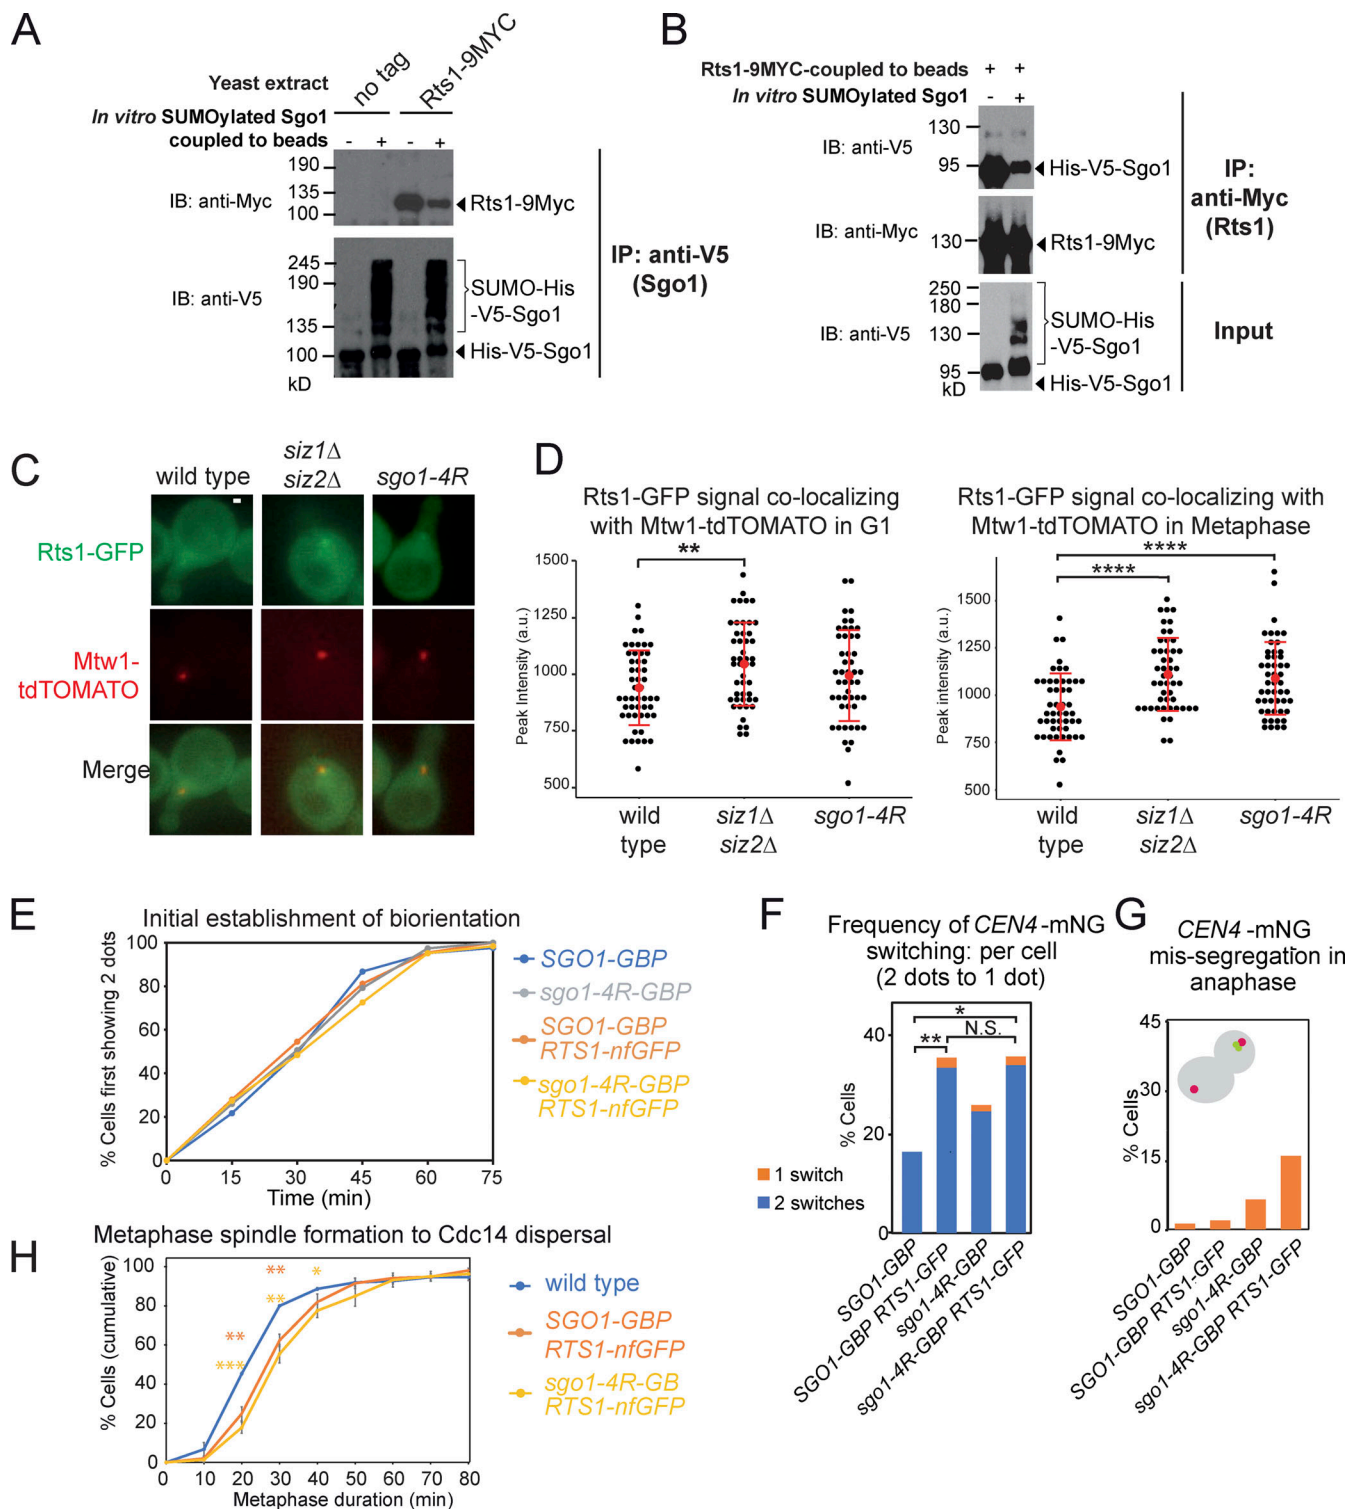 A
Yeast extract
no tag
Rts1-9MYC
In vitro SUMOylated Sgo1
coupled to beads
- + - +
190
135
100
IB: anti-Myc
Rts1-9Myc
245
190
135
100
kD
IB: anti-V5
SUMO-His
-V5-Sgo1
His-V5-Sgo1
IP: anti-V5
(Sgo1)
B
Rts1-9MYC-coupled to beads + +
In vitro SUMOylated Sgo1 - +
130
95
IB: anti-V5
His-V5-Sgo1
IB: anti-Myc
130
Rts1-9Myc
IP:
anti-Myc
(Rts1)
250
180
130
95
kD
IB: anti-V5
SUMO-His
-V5-Sgo1
His-V5-Sgo1
Input
C
wild type
siz1Δ
siz2Δ
sgo1-4R
Rts1-GFP
Mtw1-
tdTOMATO
Merge
D
Rts1-GFP signal co-localizing
with Mtw1-tdTOMATO in G1
Peak Intensity (a.u.)
1500
1250
1000
750
500
**
wild
type
siz1Δ
siz2Δ
sgo1-4R
Rts1-GFP signal co-localizing with
Mtw1-tdTOMATO in Metaphase
Peak intensity (a.u.)
1500
1250
1000
750
500
****
****
wild
type
siz1Δ
siz2Δ
sgo1-4R
E
Initial establishment of biorientation
% Cells first showing 2 dots
100
80
60
40
20
0
0 15 30 45 60 75
Time (min)
SGO1-GBP
sgo1-4R-GBP
SGO1-GBP
RTS1-nfGFP
sgo1-4R-GBP
RTS1-nfGFP
F
Frequency of CEN4-mNG
switching: per cell
(2 dots to 1 dot)
% Cells
40
20
0
*
N.S.
**
1 switch
2 switches
SGO1-GBP
SGO1-GBP RTS1-GFP
sgo1-4R-GBP
sgo1-4R-GBP RTS1-GFP
G
CEN4-mNG
mis-segregation in
anaphase
% Cells
45
30
15
0
SGO1-GBP
SGO1-GBP RTS1-GFP
sgo1-4R-GBP
sgo1-4R-GBP RTS1-GFP
H
Metaphase spindle formation to Cdc14 dispersal
% Cells (cumulative)
100
80
60
40
20
0
** *
**
**
***
0 10 20 30 40 50 60 70 80
Metaphase duration (min)
wild type
SGO1-GBP
RTS1-nfGFP
sgo1-4R-GB
RTS1-nfGFP